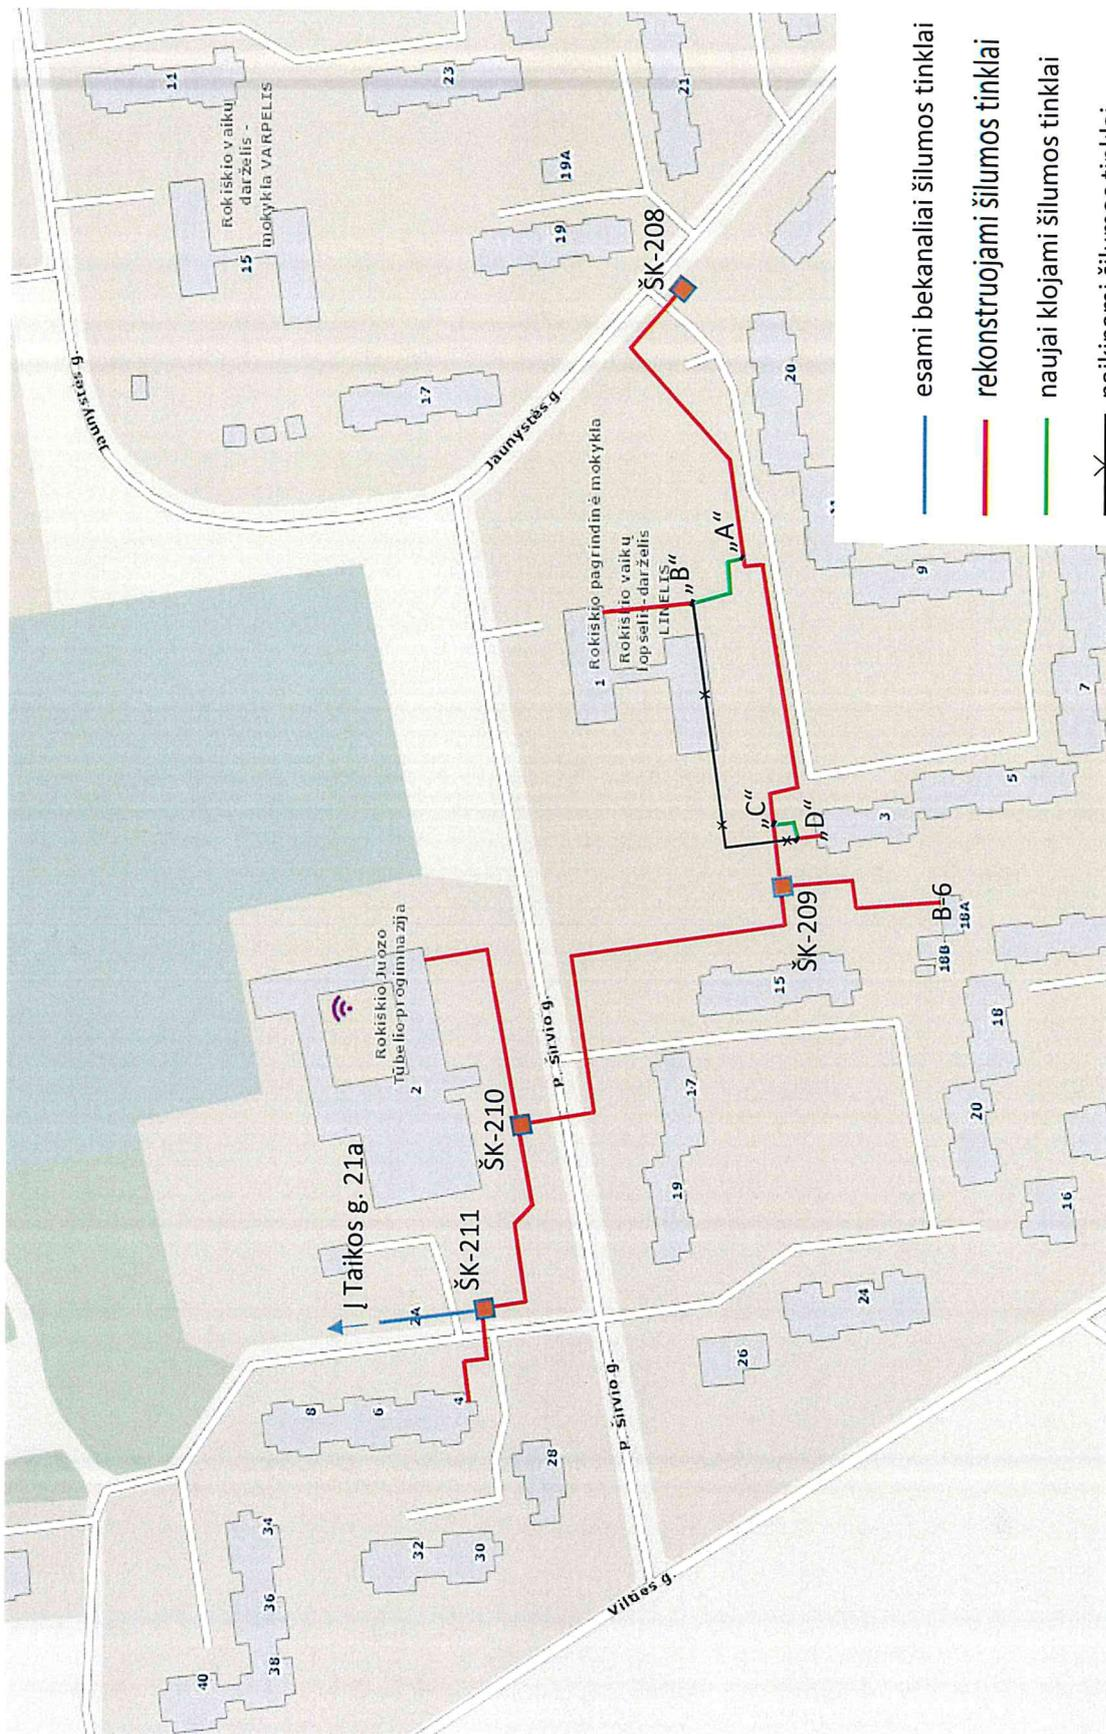 Į Taikos g. 21a
ŠK-211
ŠK-210
ŠK-209
ŠK-208
„A“
„B“
„C“
„D“
B-6
Rokiškio Juozo
Tūbelio progimnazija
2
2A
4
6
8
28
30
32
34
36
38
40
P. Širvio g.
P. Širvio g.
Vilties g.
Jaunystės g.
Jaunystės g.
Rokiškio pagrindinė mokykla
Rokiškio vaikų
lopšelis-darželis
LINELIS
1
Rokiškio vaikų
darželis -
mokykla VARPELIS
15
11
23
17
19
19A
21
20
9
7
5
3
15
17
19
18B
18A
18
20
16
24
26
esami bekanaliai šilumos tinklai
rekonstruojami šilumos tinklai
naujai klojami šilumos tinklai